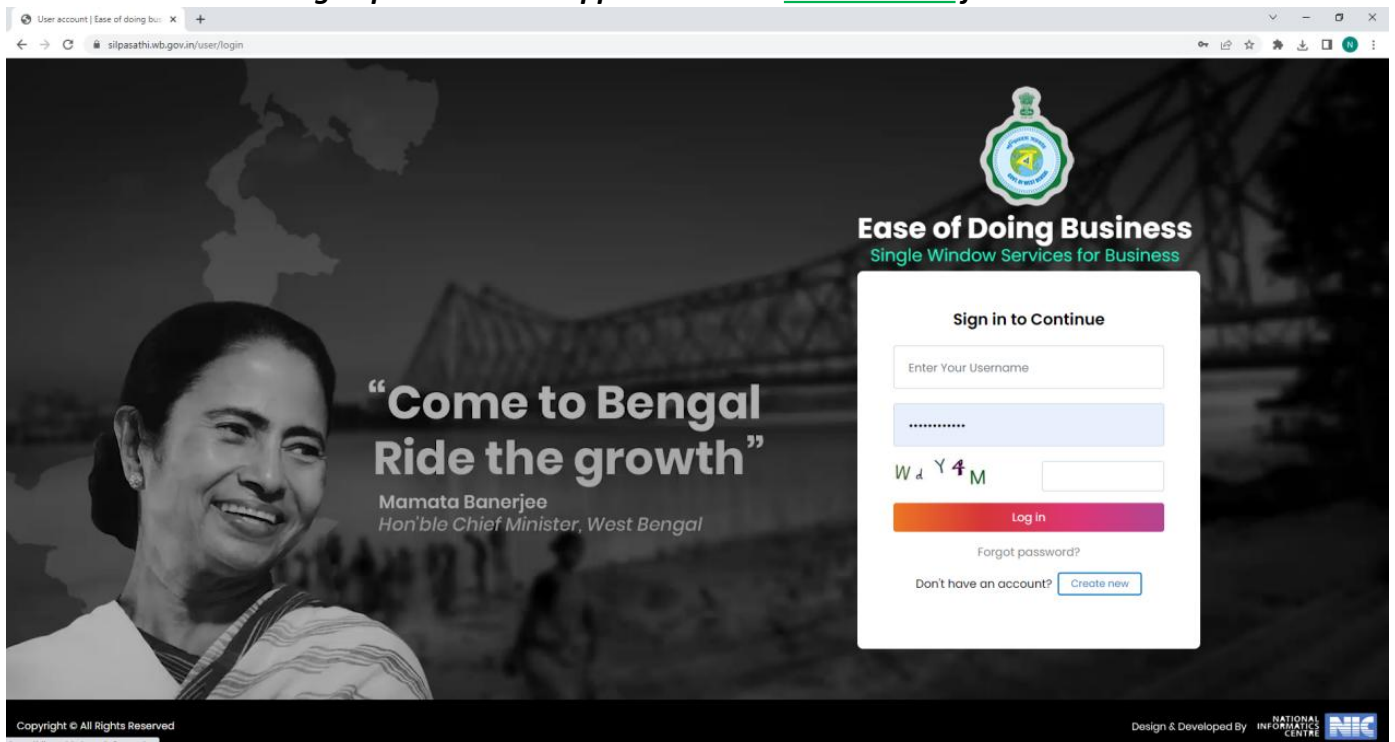 User account | Ease of doing bus
silpasathi.wb.gov.in/user/login
N
Ease of Doing Business
Single Window Services for Business
Sign in to Continue
Enter Your Username
••••••••••••
W d Y 4 M
Log in
Forgot password?
Don't have an account? Create new
“Come to Bengal
Ride the growth”
Mamata Banerjee
Hon'ble Chief Minister, West Bengal
Copyright © All Rights Reserved
Design & Developed By NATIONAL INFORMATICS CENTRE NIC